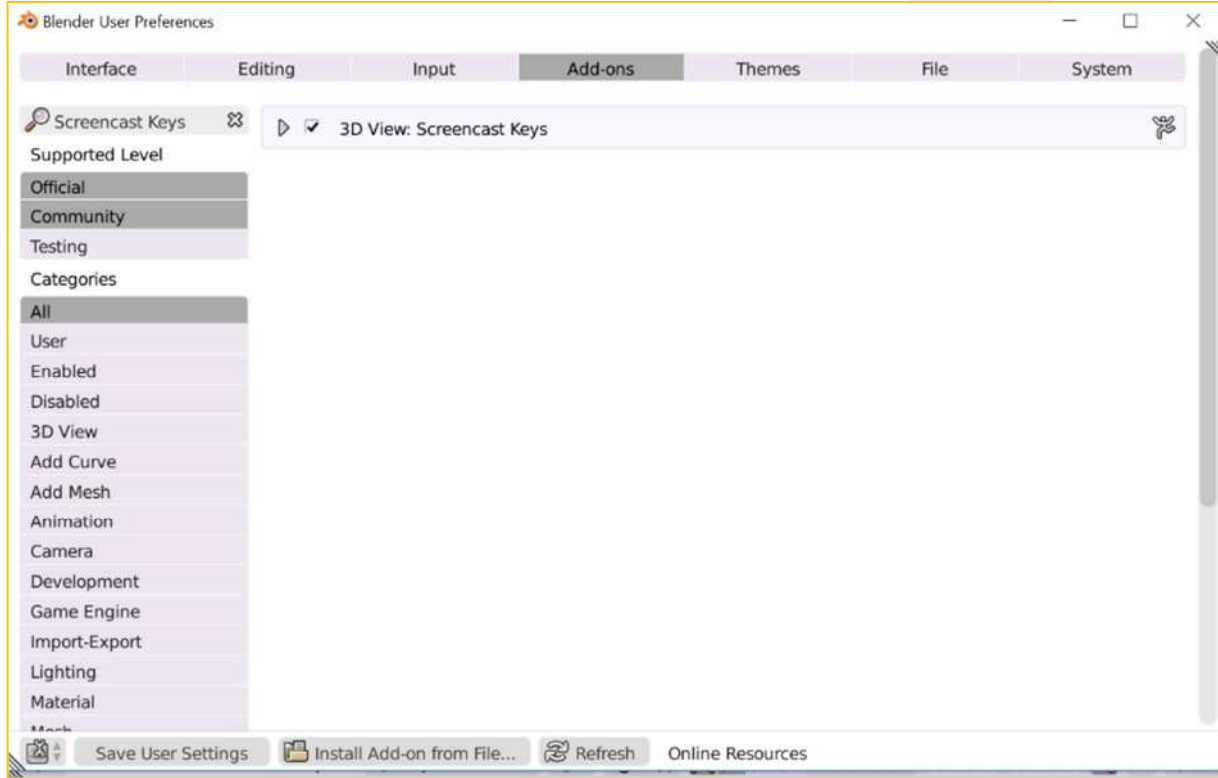 Blender User Preferences
Interface Editing Input Add-ons Themes File System
Screencast Keys
3D View: Screencast Keys
Supported Level
Official
Community
Testing
Categories
All
User
Enabled
Disabled
3D View
Add Curve
Add Mesh
Animation
Camera
Development
Game Engine
Import-Export
Lighting
Material
Save User Settings Install Add-on from File... Refresh Online Resources